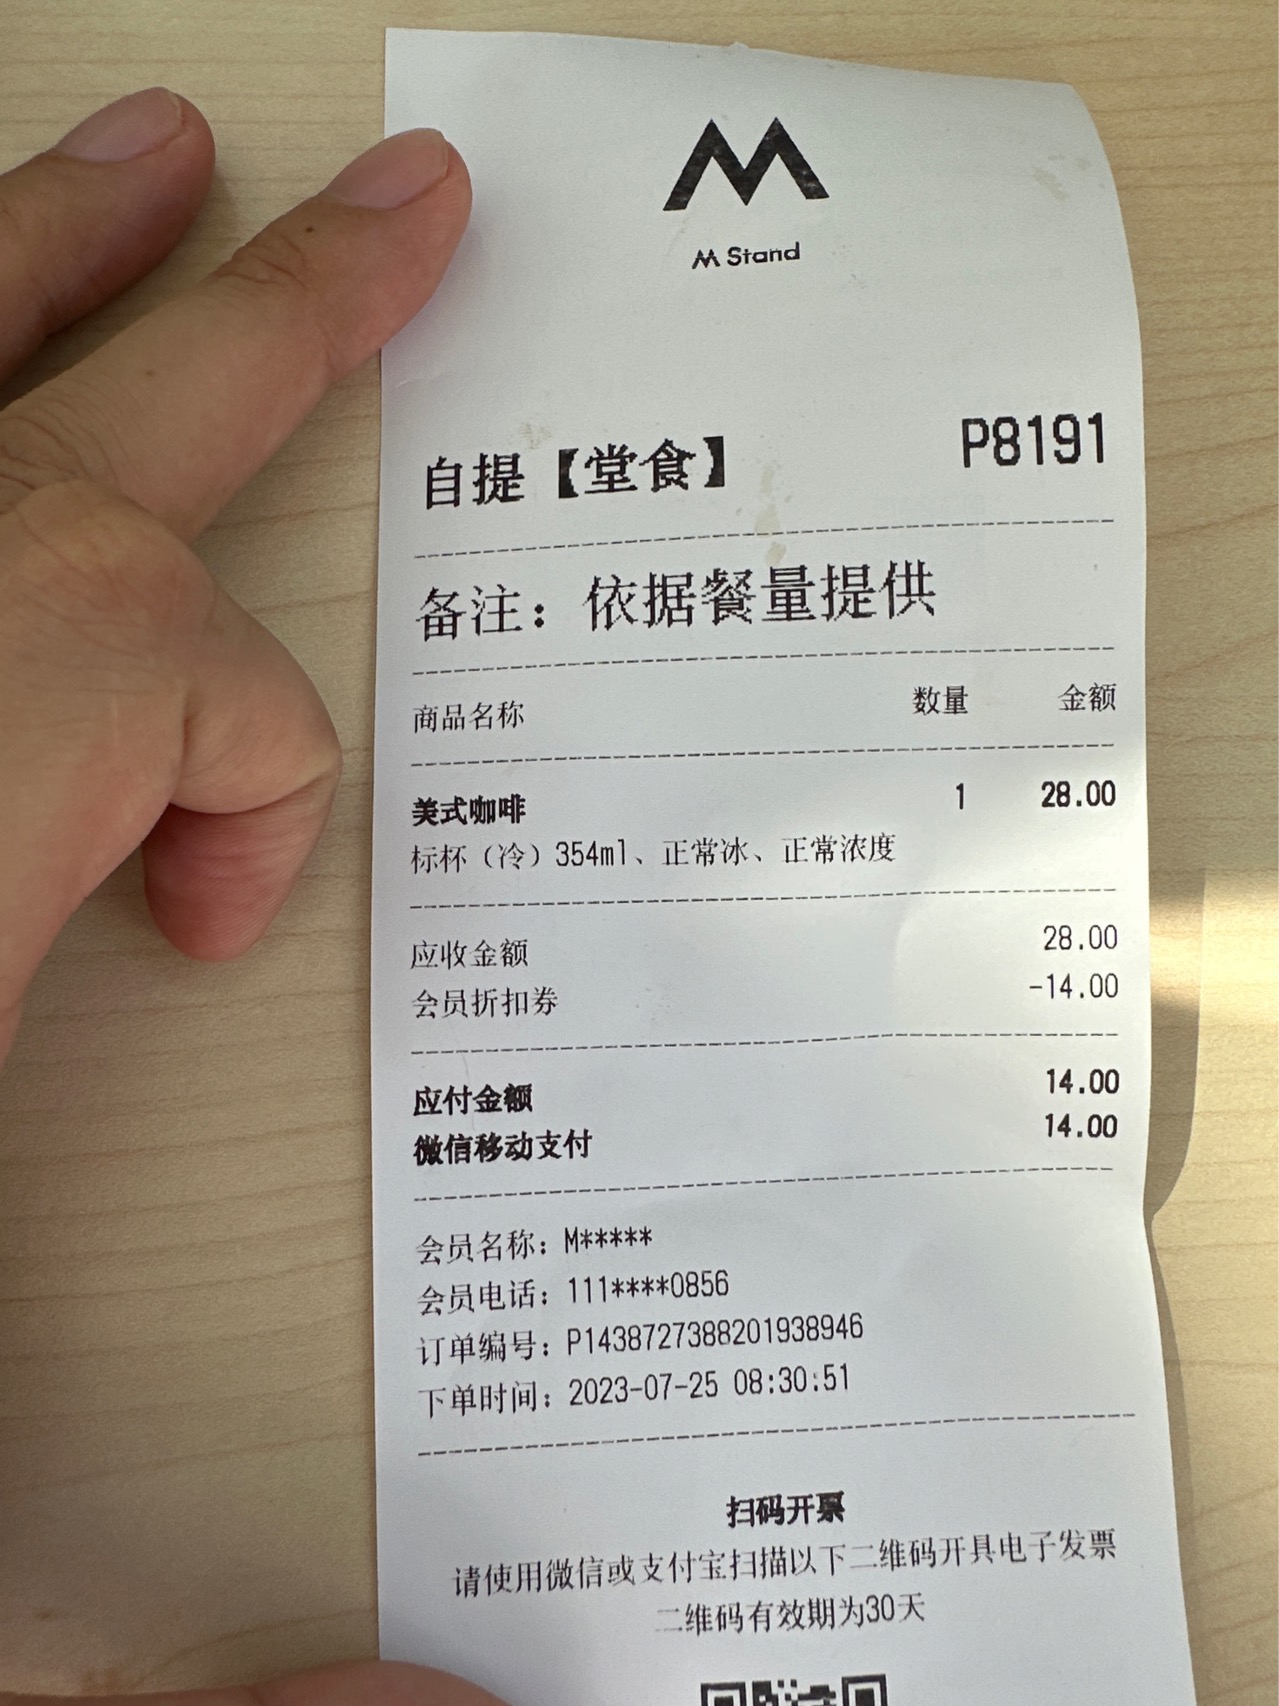 M Stand
自提【堂食】 P8191
备注：依据餐量提供
商品名称 数量 金额
美式咖啡 1 28.00
标杯（冷）354ml、正常冰、正常浓度
应收金额 28.00
会员折扣券 -14.00
应付金额 14.00
微信移动支付 14.00
会员名称：M*****
会员电话：111****0856
订单编号：P1438727388201938946
下单时间：2023-07-25 08:30:51
扫码开票
请使用微信或支付宝扫描以下二维码开具电子发票
二维码有效期为30天